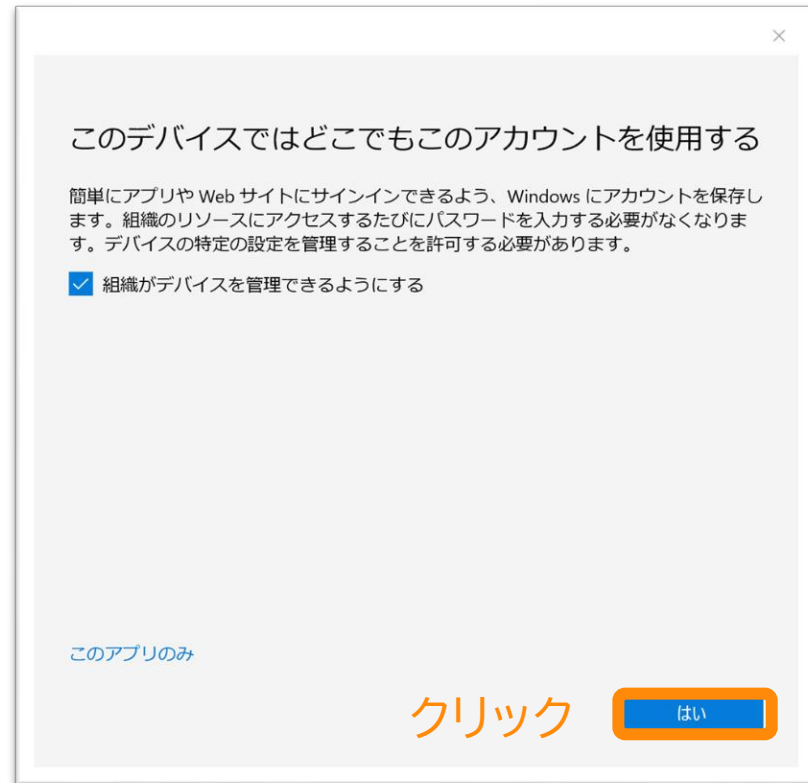 このデバイスではどこでもこのアカウントを使用する
簡単にアプリや Web サイトにサインインできるよう、Windows にアカウントを保存し
ます。組織のリソースにアクセスするたびにパスワードを入力する必要がなくなりま
す。デバイスの特定の設定を管理することを許可する必要があります。
組織がデバイスを管理できるようにする
このアプリのみ
クリック はい